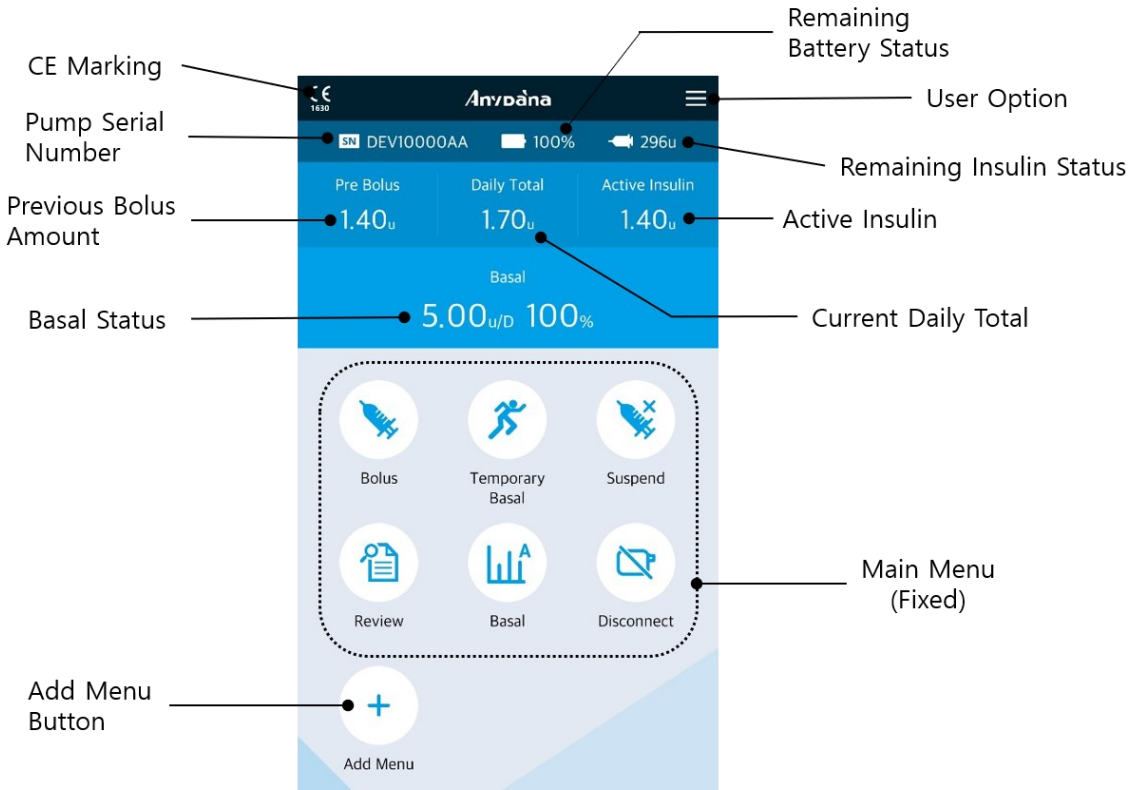 Remaining
Battery Status
CE Marking
CE
1630
AnyDàna
User Option
Pump Serial
Number
SN DEV10000AA
100%
296u
Remaining Insulin Status
Pre Bolus
Daily Total
Active Insulin
Previous Bolus
Amount
1.40u
1.70u
1.40u
Active Insulin
Basal
Basal Status
5.00u/D 100%
Current Daily Total
Bolus
Temporary
Basal
Suspend
A
Review
Basal
Disconnect
Main Menu
(Fixed)
Add Menu
Button
Add Menu